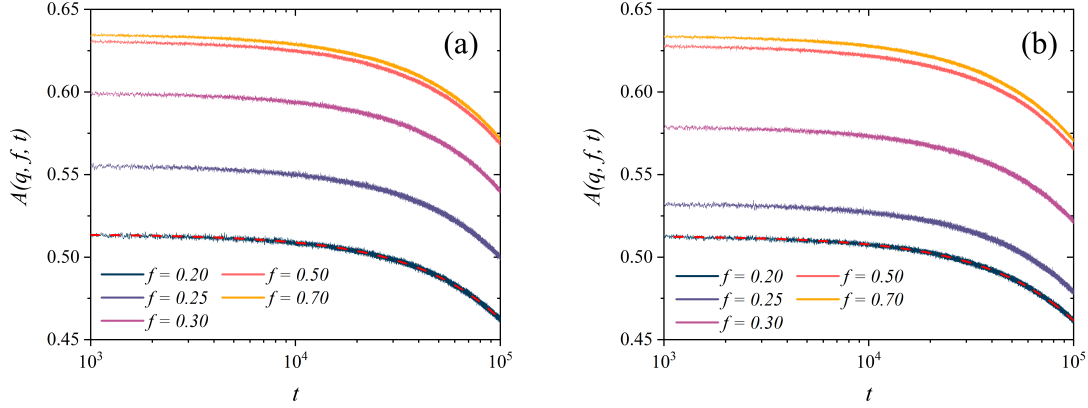 0.65
(a)
0.60
0.55
A(q, f, t)
0.50
f = 0.20 f = 0.50
f = 0.25 f = 0.70
f = 0.30
0.45
10³ 10⁴ 10⁵
t
0.65
(b)
0.60
0.55
A(q, f, t)
0.50
f = 0.20 f = 0.50
f = 0.25 f = 0.70
f = 0.30
0.45
10³ 10⁴ 10⁵
t